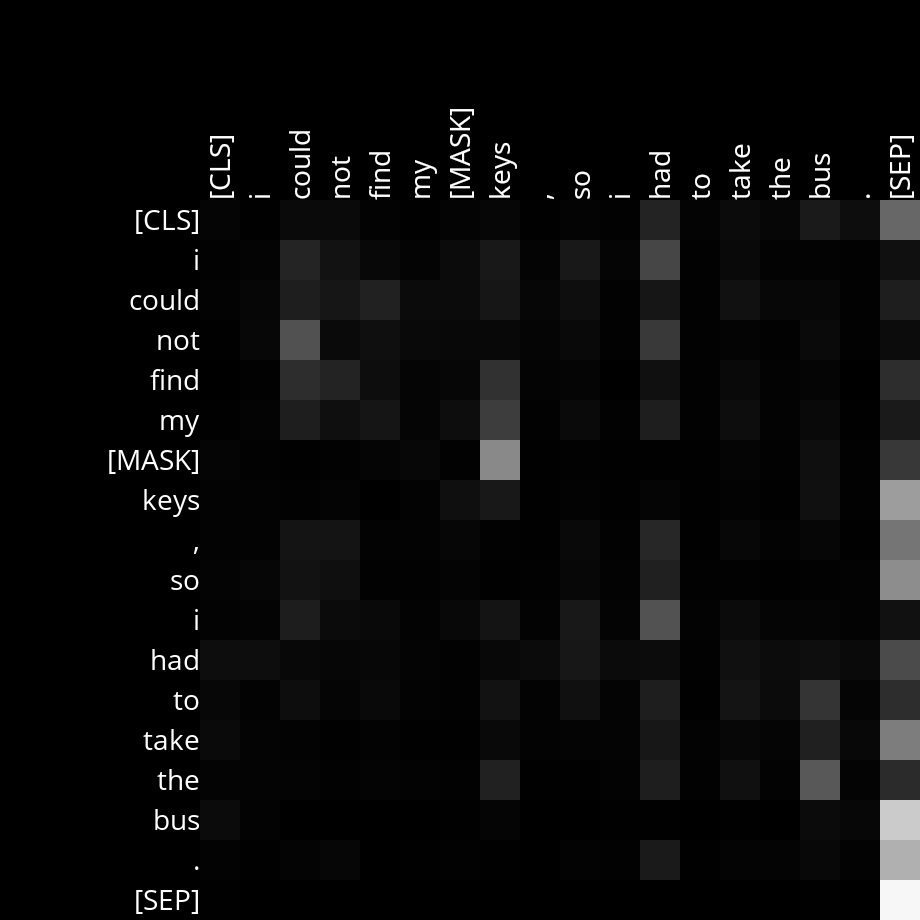 [CLS] i could not find my [MASK] keys , so i had to take the bus . [SEP]
[CLS]
i
could
not
find
my
[MASK]
keys
,
so
i
had
to
take
the
bus
.
[SEP]